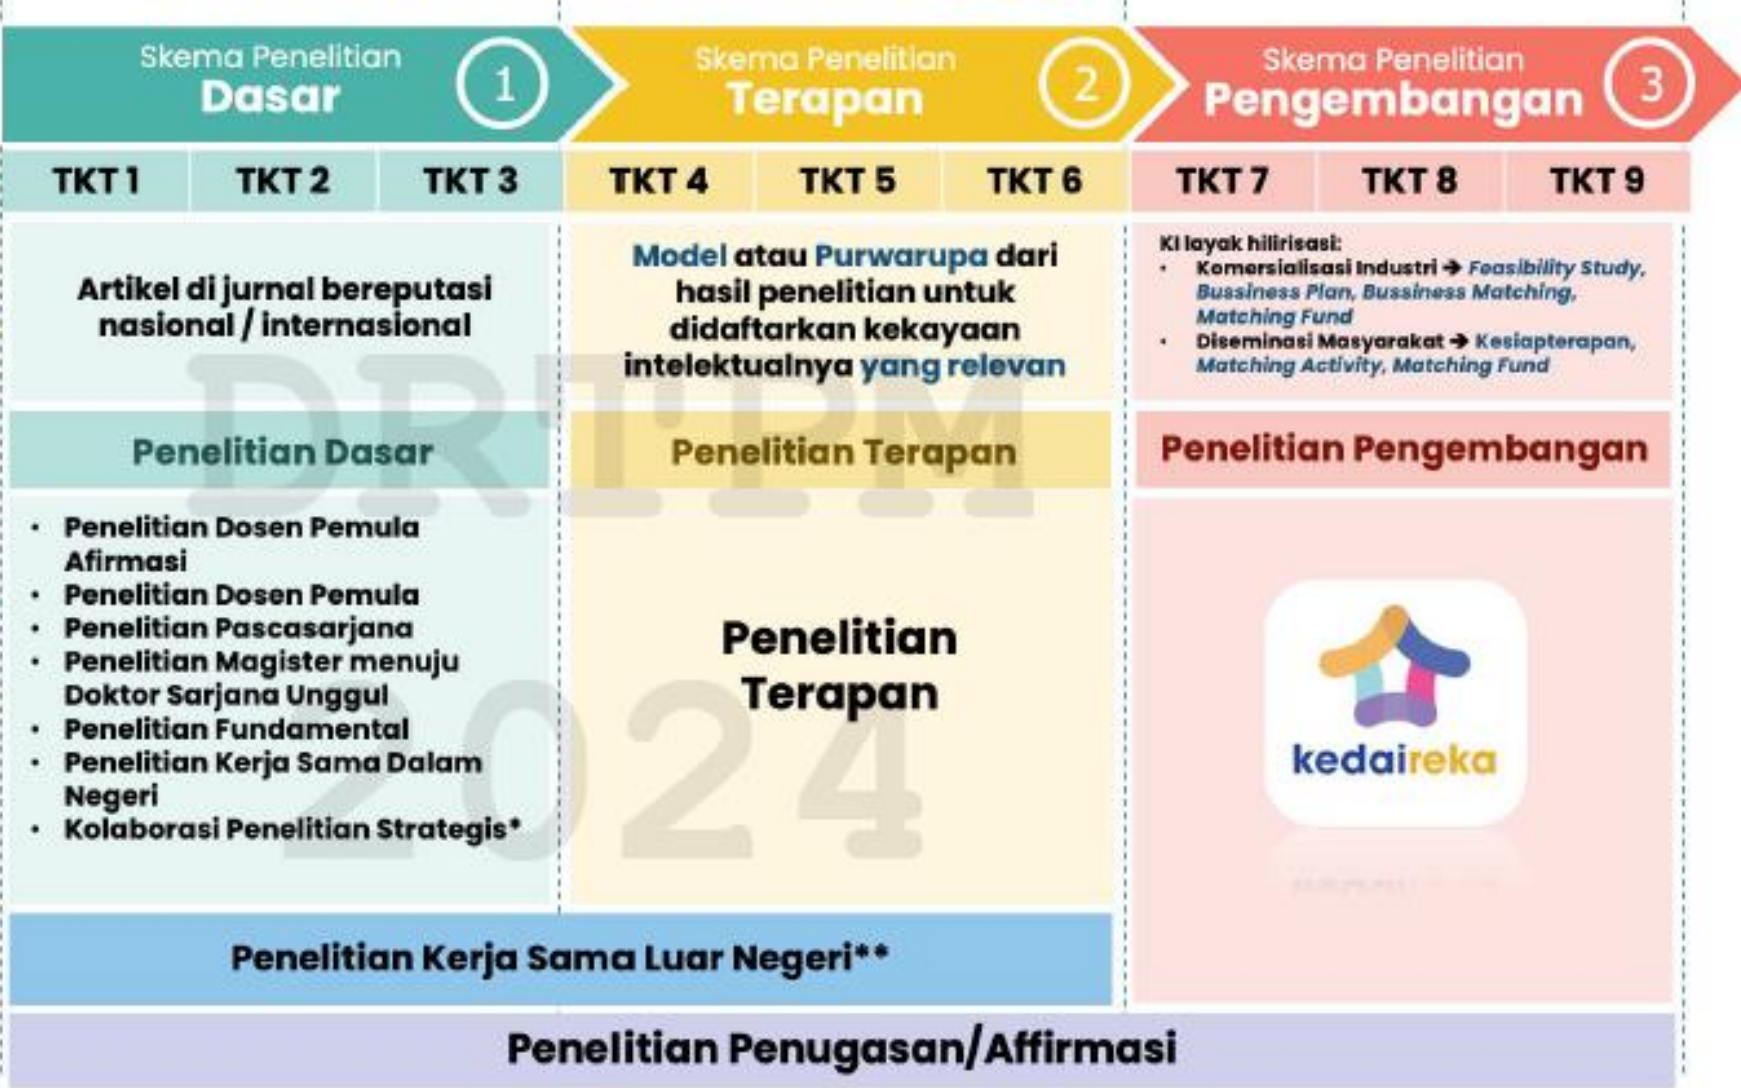 Skema Penelitian
Dasar
1
Skema Penelitian
Terapan
2
Skema Penelitian
Pengembangan
3
TKT 1
TKT 2
TKT 3
TKT 4
TKT 5
TKT 6
TKT 7
TKT 8
TKT 9
Artikel di jurnal bereputasi
nasional / internasional
Model atau Purwarupa dari
hasil penelitian untuk
didaftarkan kekayaan
intelektualnya yang relevan
KI layak hilirisasi:
• Komersialisasi Industri → Feasibility Study,
Bussiness Plan, Bussiness Matching,
Matching Fund
• Diseminasi Masyarakat → Kesiapterapan,
Matching Activity, Matching Fund
Penelitian Dasar
Penelitian Terapan
Penelitian Pengembangan
• Penelitian Dosen Pemula
Afirmasi
• Penelitian Dosen Pemula
• Penelitian Pascasarjana
• Penelitian Magister menuju
Doktor Sarjana Unggul
• Penelitian Fundamental
• Penelitian Kerja Sama Dalam
Negeri
• Kolaborasi Penelitian Strategis*
Penelitian
Terapan
kedaireka
Penelitian Kerja Sama Luar Negeri**
Penelitian Penugasan/Affirmasi
DRTPM
2024